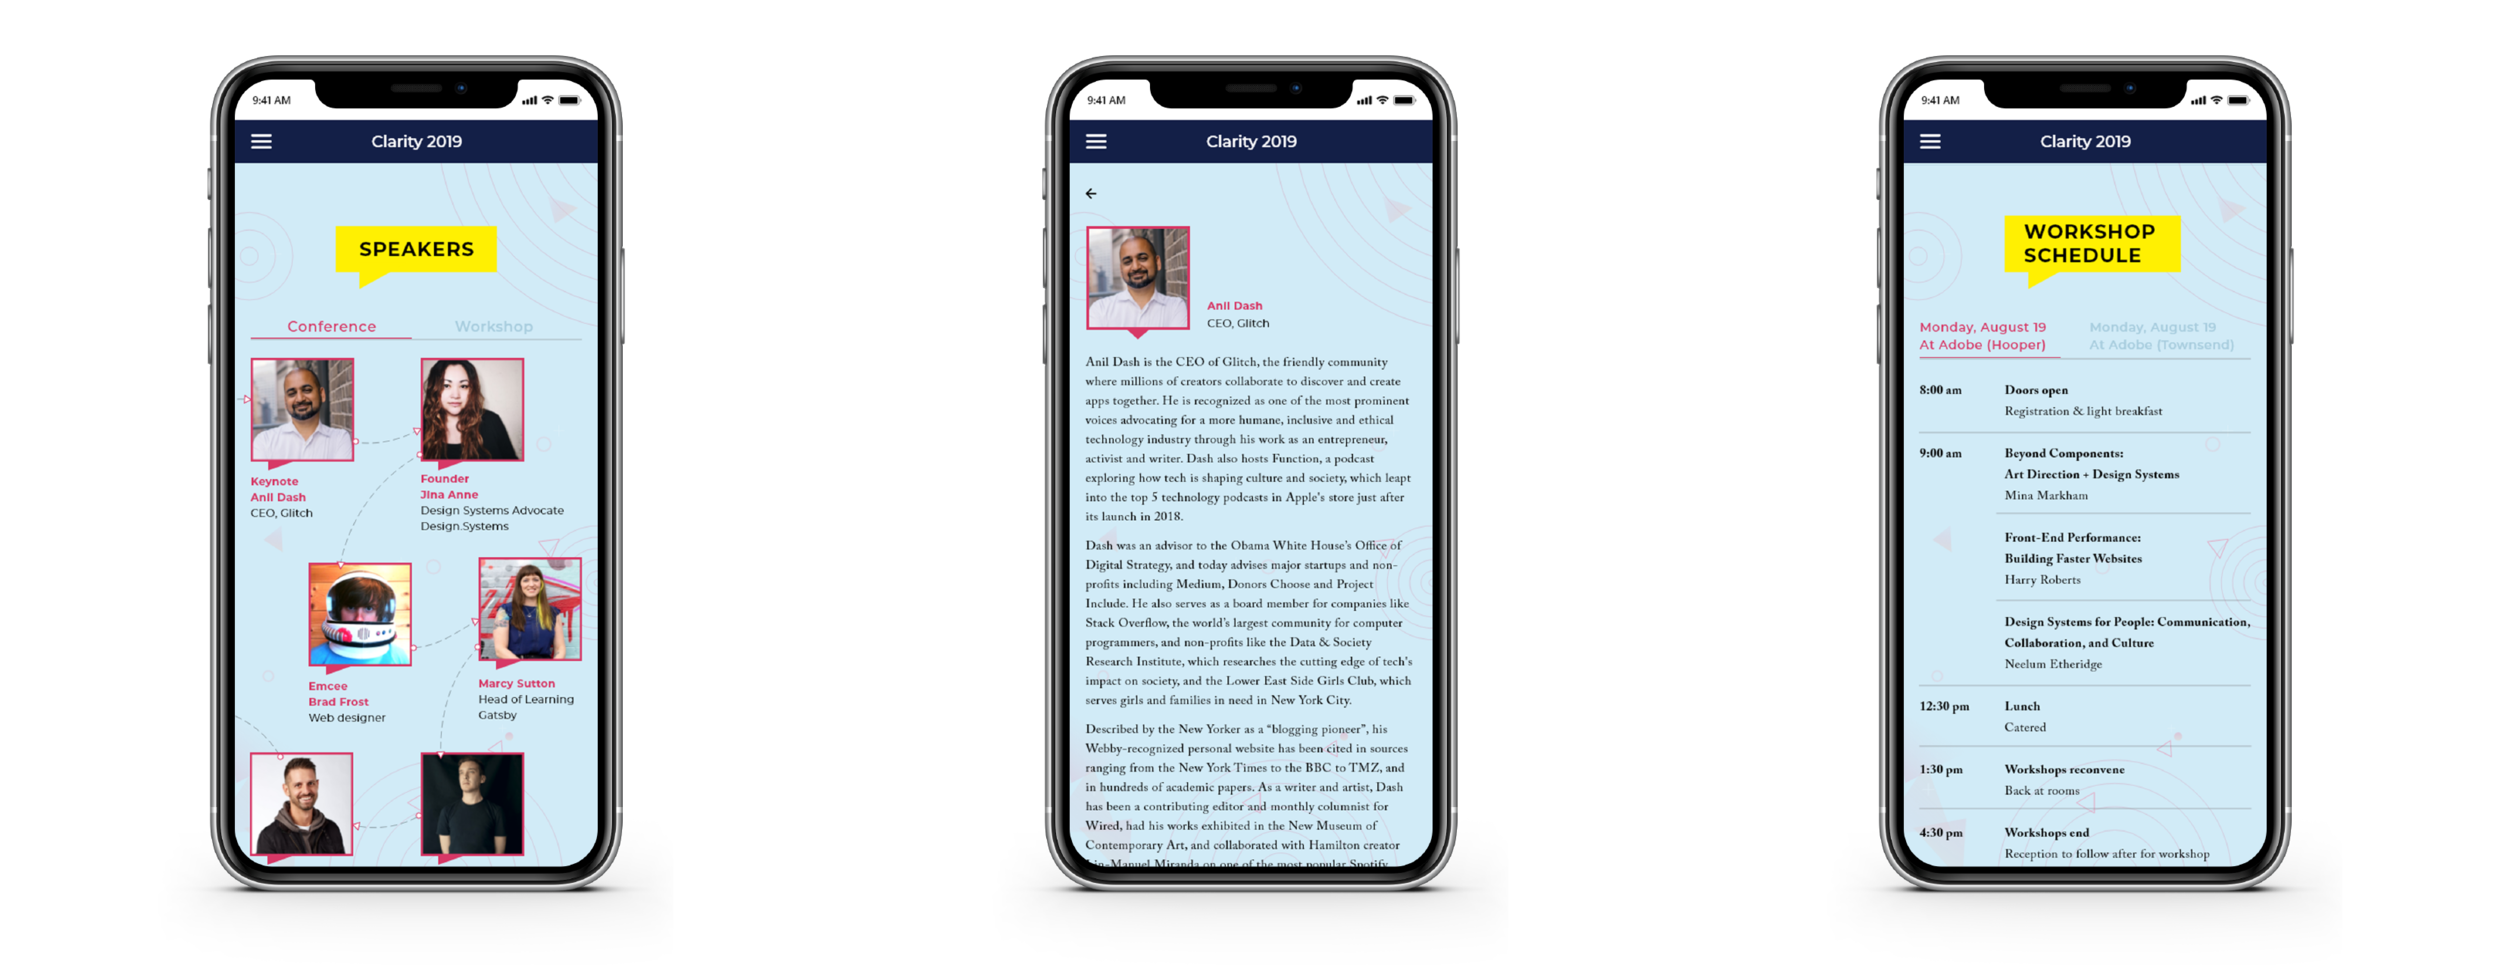 9:41 AM
Clarity 2019
SPEAKERS
Conference
Workshop
Keynote
Anil Dash
CEO, Glitch
Founder
Jina Anne
Design Systems Advocate
Design.Systems
Emcee
Brad Frost
Web designer
Marcy Sutton
Head of Learning
Gatsby
9:41 AM
Clarity 2019
Anil Dash
CEO, Glitch
Anil Dash is the CEO of Glitch, the friendly community
where millions of creators collaborate to discover and create
apps together. He is recognized as one of the most prominent
voices advocating for a more humane, inclusive and ethical
technology industry through his work as an entrepreneur,
activist and writer. Dash also hosts Function, a podcast
exploring how tech is shaping culture and society, which leapt
into the top 5 technology podcasts in Apple's store just after
its launch in 2018.
Dash was an advisor to the Obama White House's Office of
Digital Strategy, and today advises major startups and non-
profits including Medium, Donors Choose and Project
Include. He also serves as a board member for companies like
Stack Overflow, the world's largest community for computer
programmers, and non-profits like the Data & Society
Research Institute, which researches the cutting edge of tech's
impact on society, and the Lower East Side Girls Club, which
serves girls and families in need in New York City.
Described by the New Yorker as a “blogging pioneer”, his
Webby-recognized personal website has been cited in sources
ranging from the New York Times to the BBC to TMZ, and
in hundreds of academic papers. As a writer and artist, Dash
has been a contributing editor and monthly columnist for
Wired, had his works exhibited in the New Museum of
Contemporary Art, and collaborated with Hamilton creator
Lin-Manuel Miranda on one of the most popular Spotify
9:41 AM
Clarity 2019
WORKSHOP
SCHEDULE
Monday, August 19
At Adobe (Hooper)
Monday, August 19
At Adobe (Townsend)
8:00 am
Doors open
Registration & light breakfast
9:00 am
Beyond Components:
Art Direction + Design Systems
Mina Markham
Front-End Performance:
Building Faster Websites
Harry Roberts
Design Systems for People: Communication,
Collaboration, and Culture
Neelum Etheridge
12:30 pm
Lunch
Catered
1:30 pm
Workshops reconvene
Back at rooms
4:30 pm
Workshops end
Reception to follow after for workshop